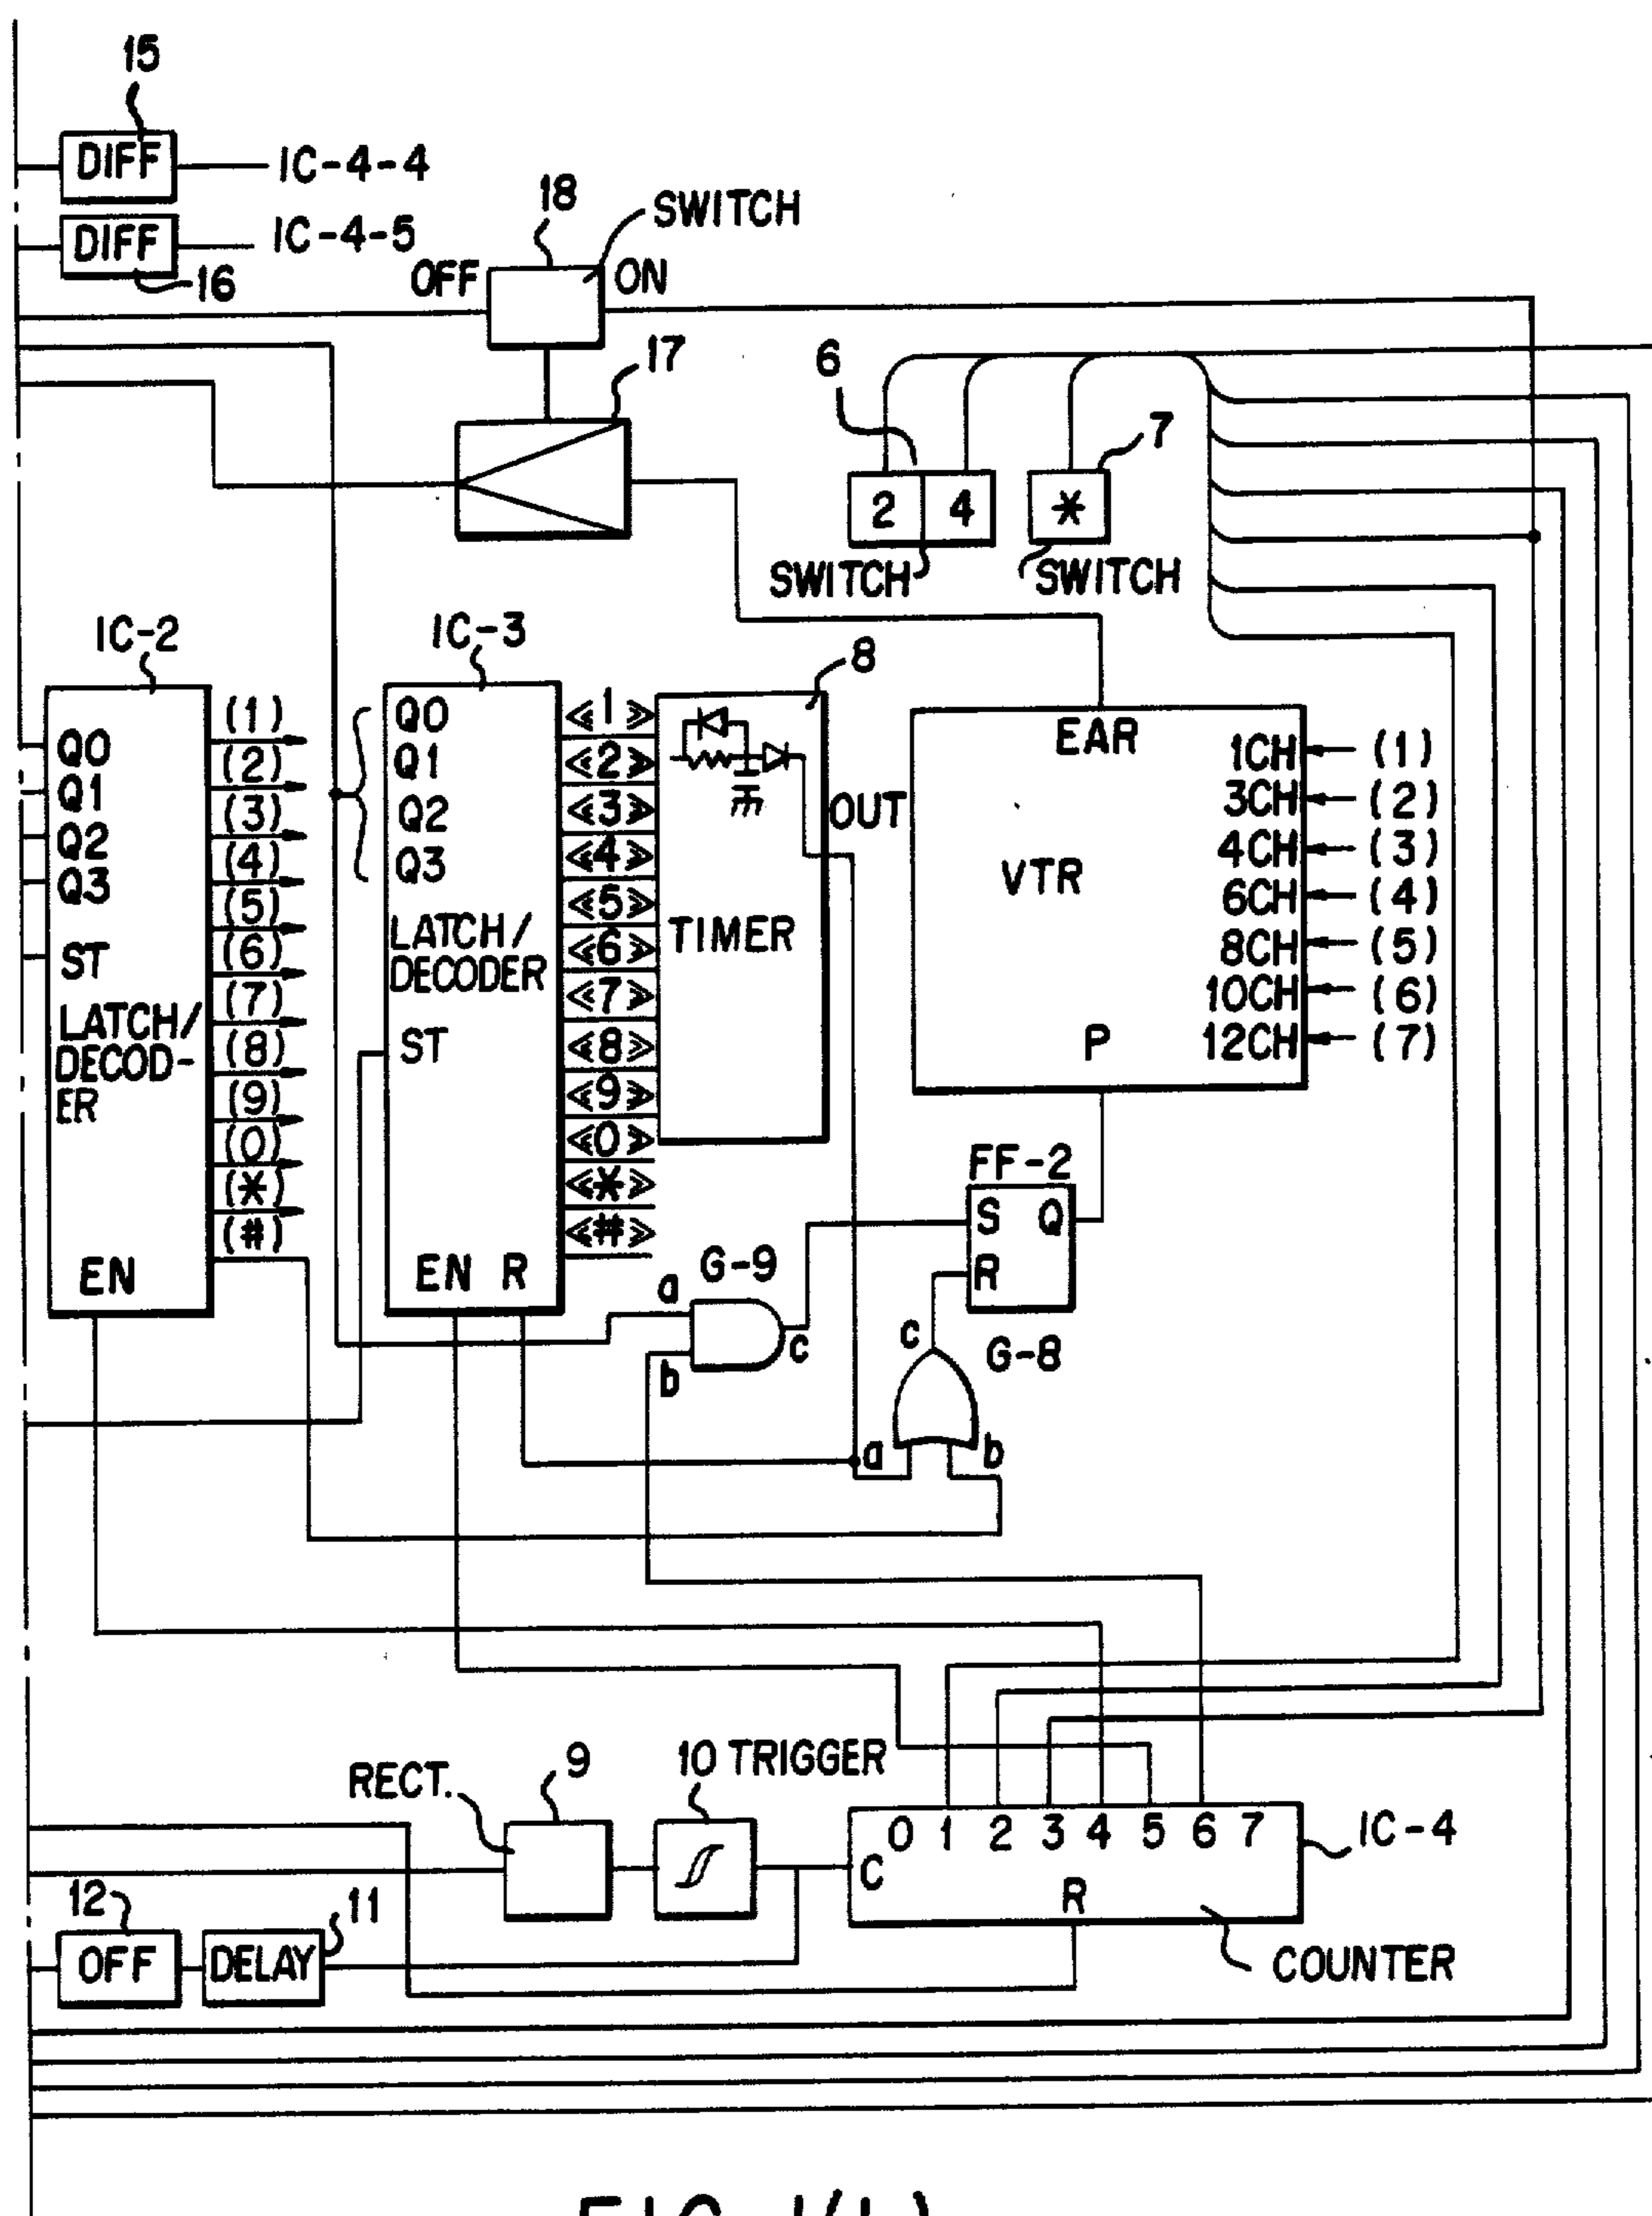 15
DIFF
IC-4-4
DIFF
IC-4-5
16
18
SWITCH
OFF
ON
17
6
7
2
4
*
SWITCH
SWITCH
IC-2
Q0
Q1
Q2
Q3
ST
LATCH/
DECOD-
ER
EN
(1)
(2)
(3)
(4)
(5)
(6)
(7)
(8)
(9)
(0)
(*)
(#)
IC-3
Q0
Q1
Q2
Q3
LATCH/
DECODER
ST
EN R
≪1≫
≪2≫
≪3≫
≪4≫
≪5≫
≪6≫
≪7≫
≪8≫
≪9≫
≪0≫
≪*≫
≪#≫
8
TIMER
OUT
EAR
VTR
P
1CH (1)
3CH (2)
4CH (3)
6CH (4)
8CH (5)
10CH (6)
12CH (7)
FF-2
S Q
R
G-9
a
b
c
G-8
c
a
b
RECT.
9
10 TRIGGER
0 1 2 3 4 5 6 7
C
R
IC-4
COUNTER
12
OFF
11
DELAY